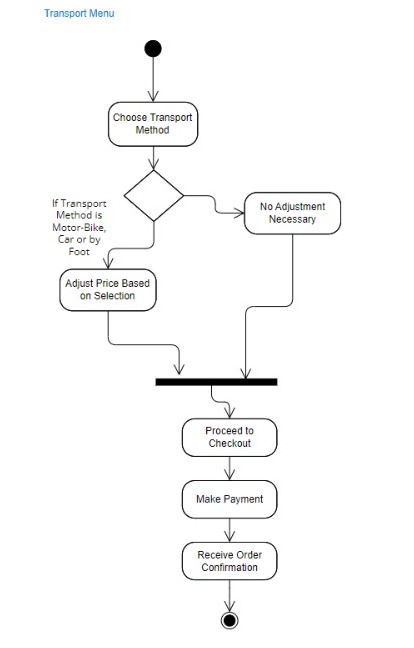 Transport Menu
Choose Transport
Method
If Transport
Method is
Motor-Bike,
Car or by
Foot
No Adjustment
Necessary
Adjust Price Based
on Selection
Proceed to
Checkout
Make Payment
Receive Order
Confirmation